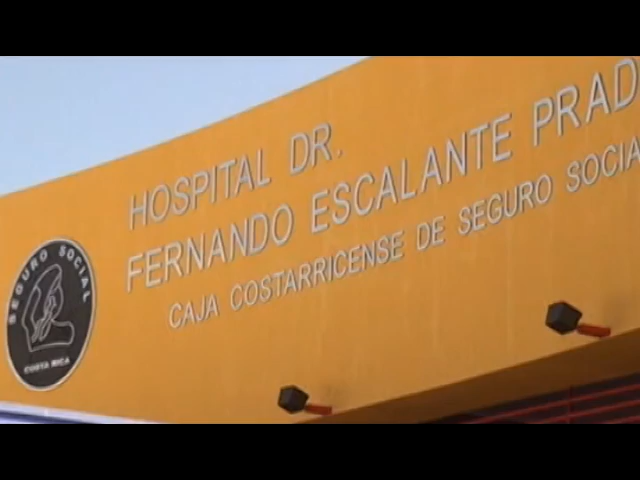 HOSPITAL DR.
FERNANDO ESCALANTE PRAD
CAJA COSTARRICENSE DE SEGURO SOCIA
SEGURO SOCIAL
COSTA RICA